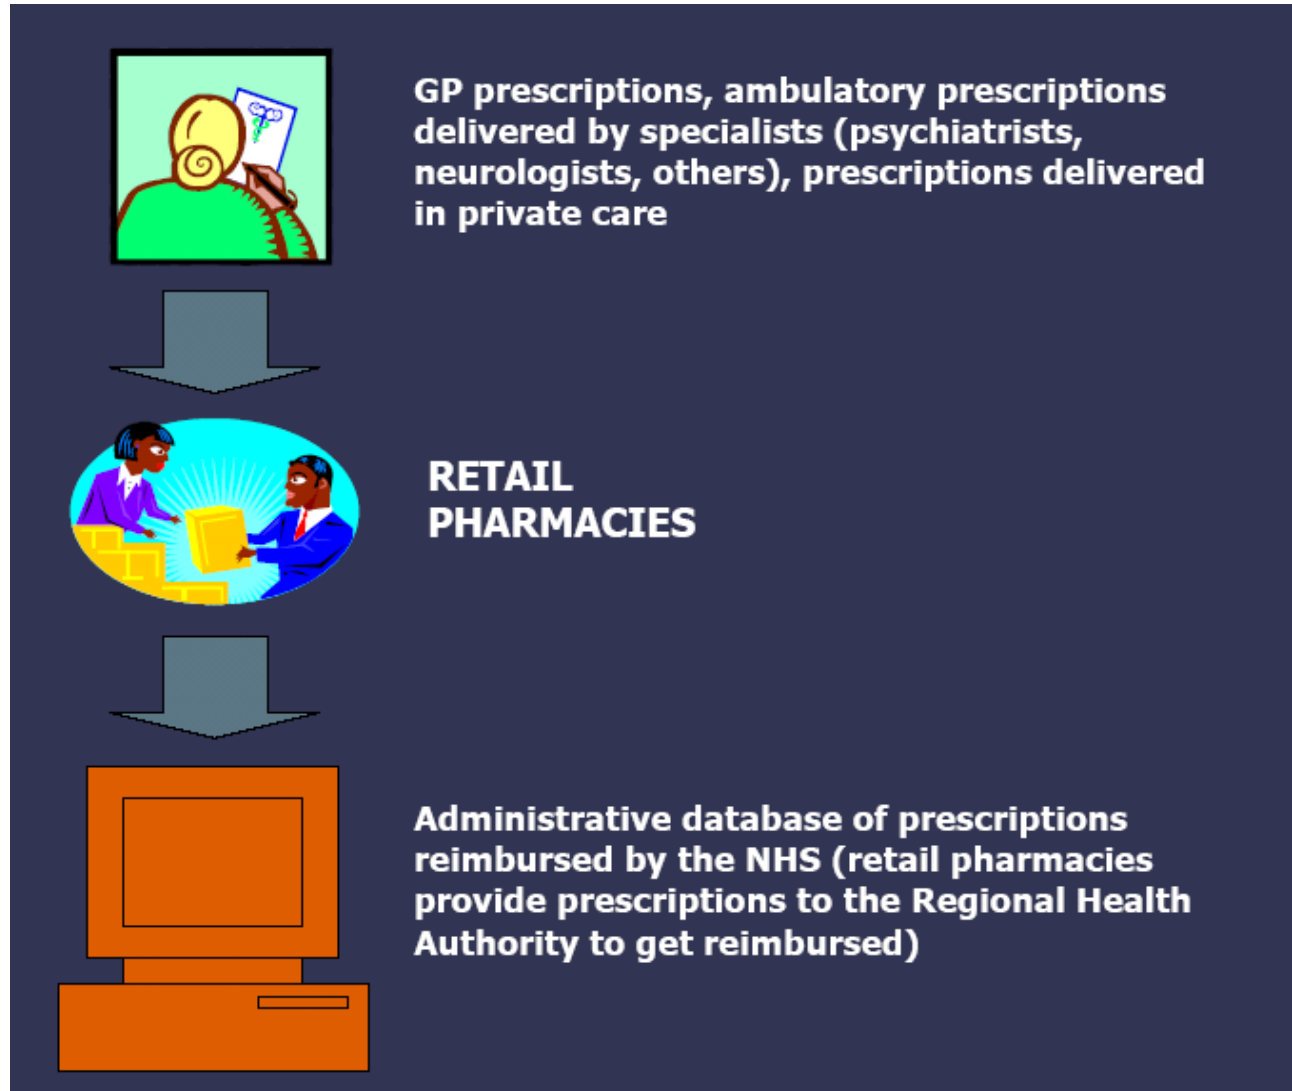 GP prescriptions, ambulatory prescriptions
delivered by specialists (psychiatrists,
neurologists, others), prescriptions delivered
in private care
RETAIL
PHARMACIES
Administrative database of prescriptions
reimbursed by the NHS (retail pharmacies
provide prescriptions to the Regional Health
Authority to get reimbursed)